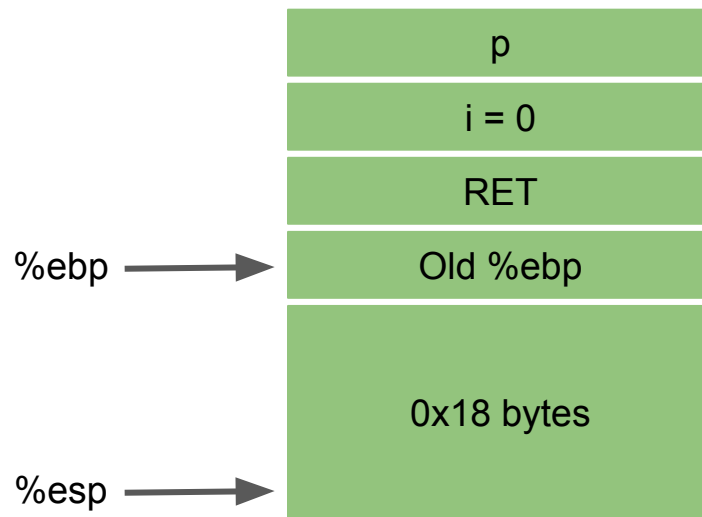 p
i = 0
RET
%ebp
Old %ebp
0x18 bytes
%esp